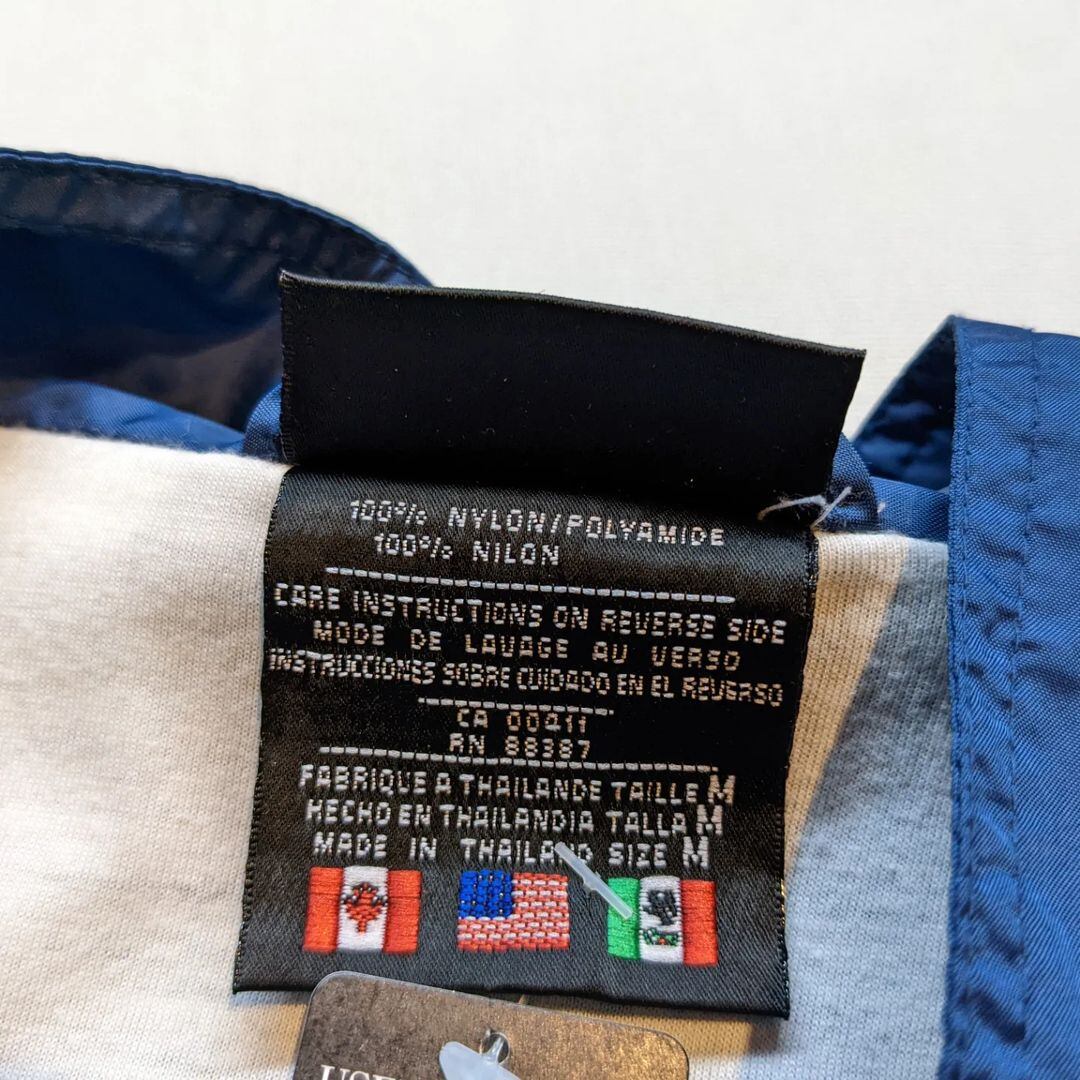 100% NYLON/POLYAMIDE
100% NILON
CARE INSTRUCTIONS ON REVERSE SIDE
MODE DE LAVAGE AU VERSO
INSTRUCCIONES SOBRE CUIDADO EN EL REVERSO
CA 00411
RN 88387
FABRIQUE A THAILANDE TAILLE M
HECHO EN THAILANDIA TALLA M
MADE IN THAILAND SIZE M